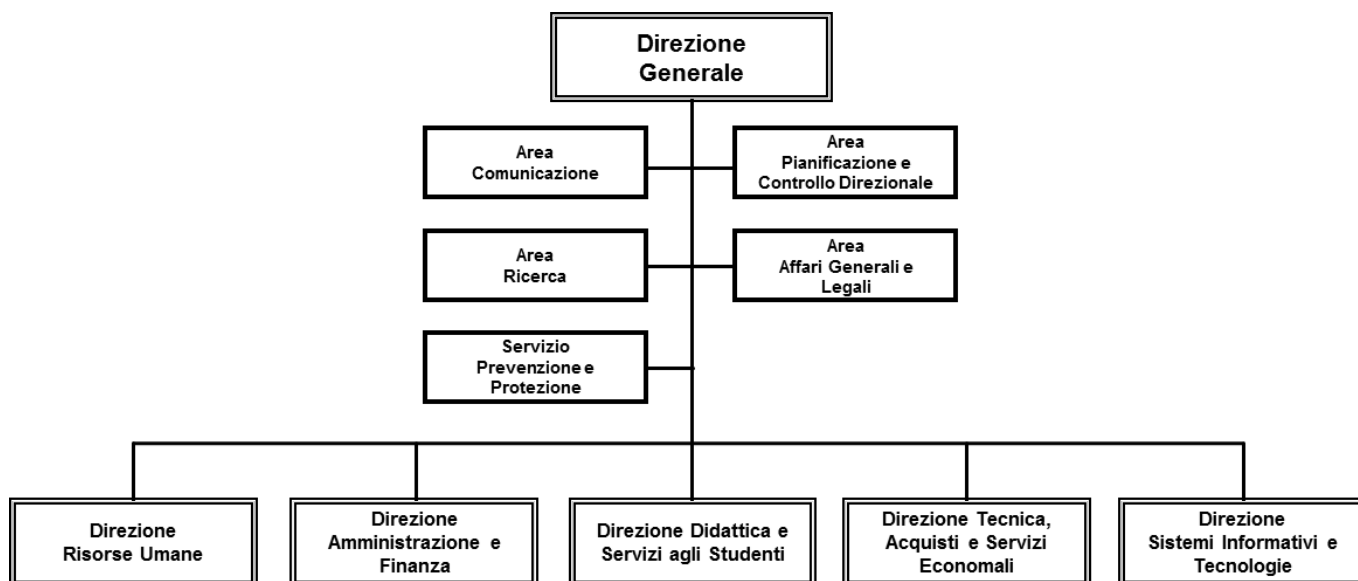 Direzione
Generale
Area
Comunicazione
Area
Pianificazione e
Controllo Direzionale
Area
Ricerca
Area
Affari Generali e
Legali
Servizio
Prevenzione e
Protezione
Direzione
Risorse Umane
Direzione
Amministrazione e
Finanza
Direzione Didattica e
Servizi agli Studenti
Direzione Tecnica,
Acquisti e Servizi
Economali
Direzione
Sistemi Informativi e
Tecnologie